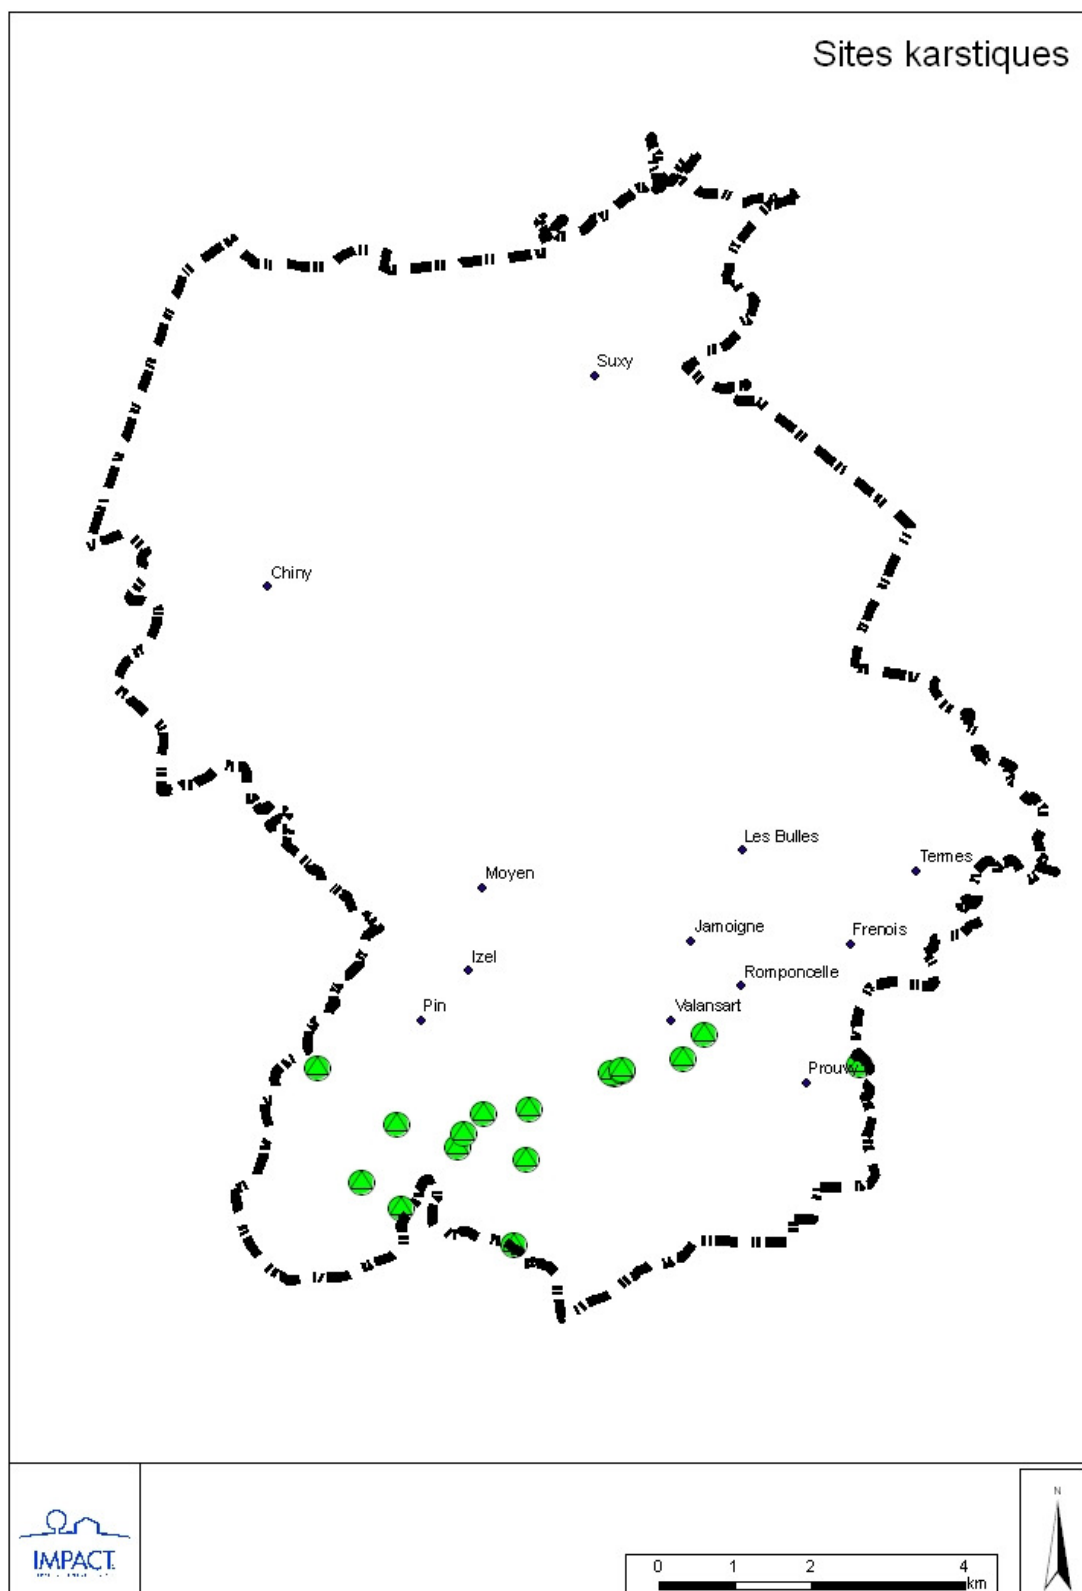 Sites karstiques
Suxy
Chiny
Les Bulles
Termes
Moyen
Jamoigne
Frenois
Izel
Romponcelle
Pin
Valansart
Prouvy
N
IMPACT
0 1 2 4
km